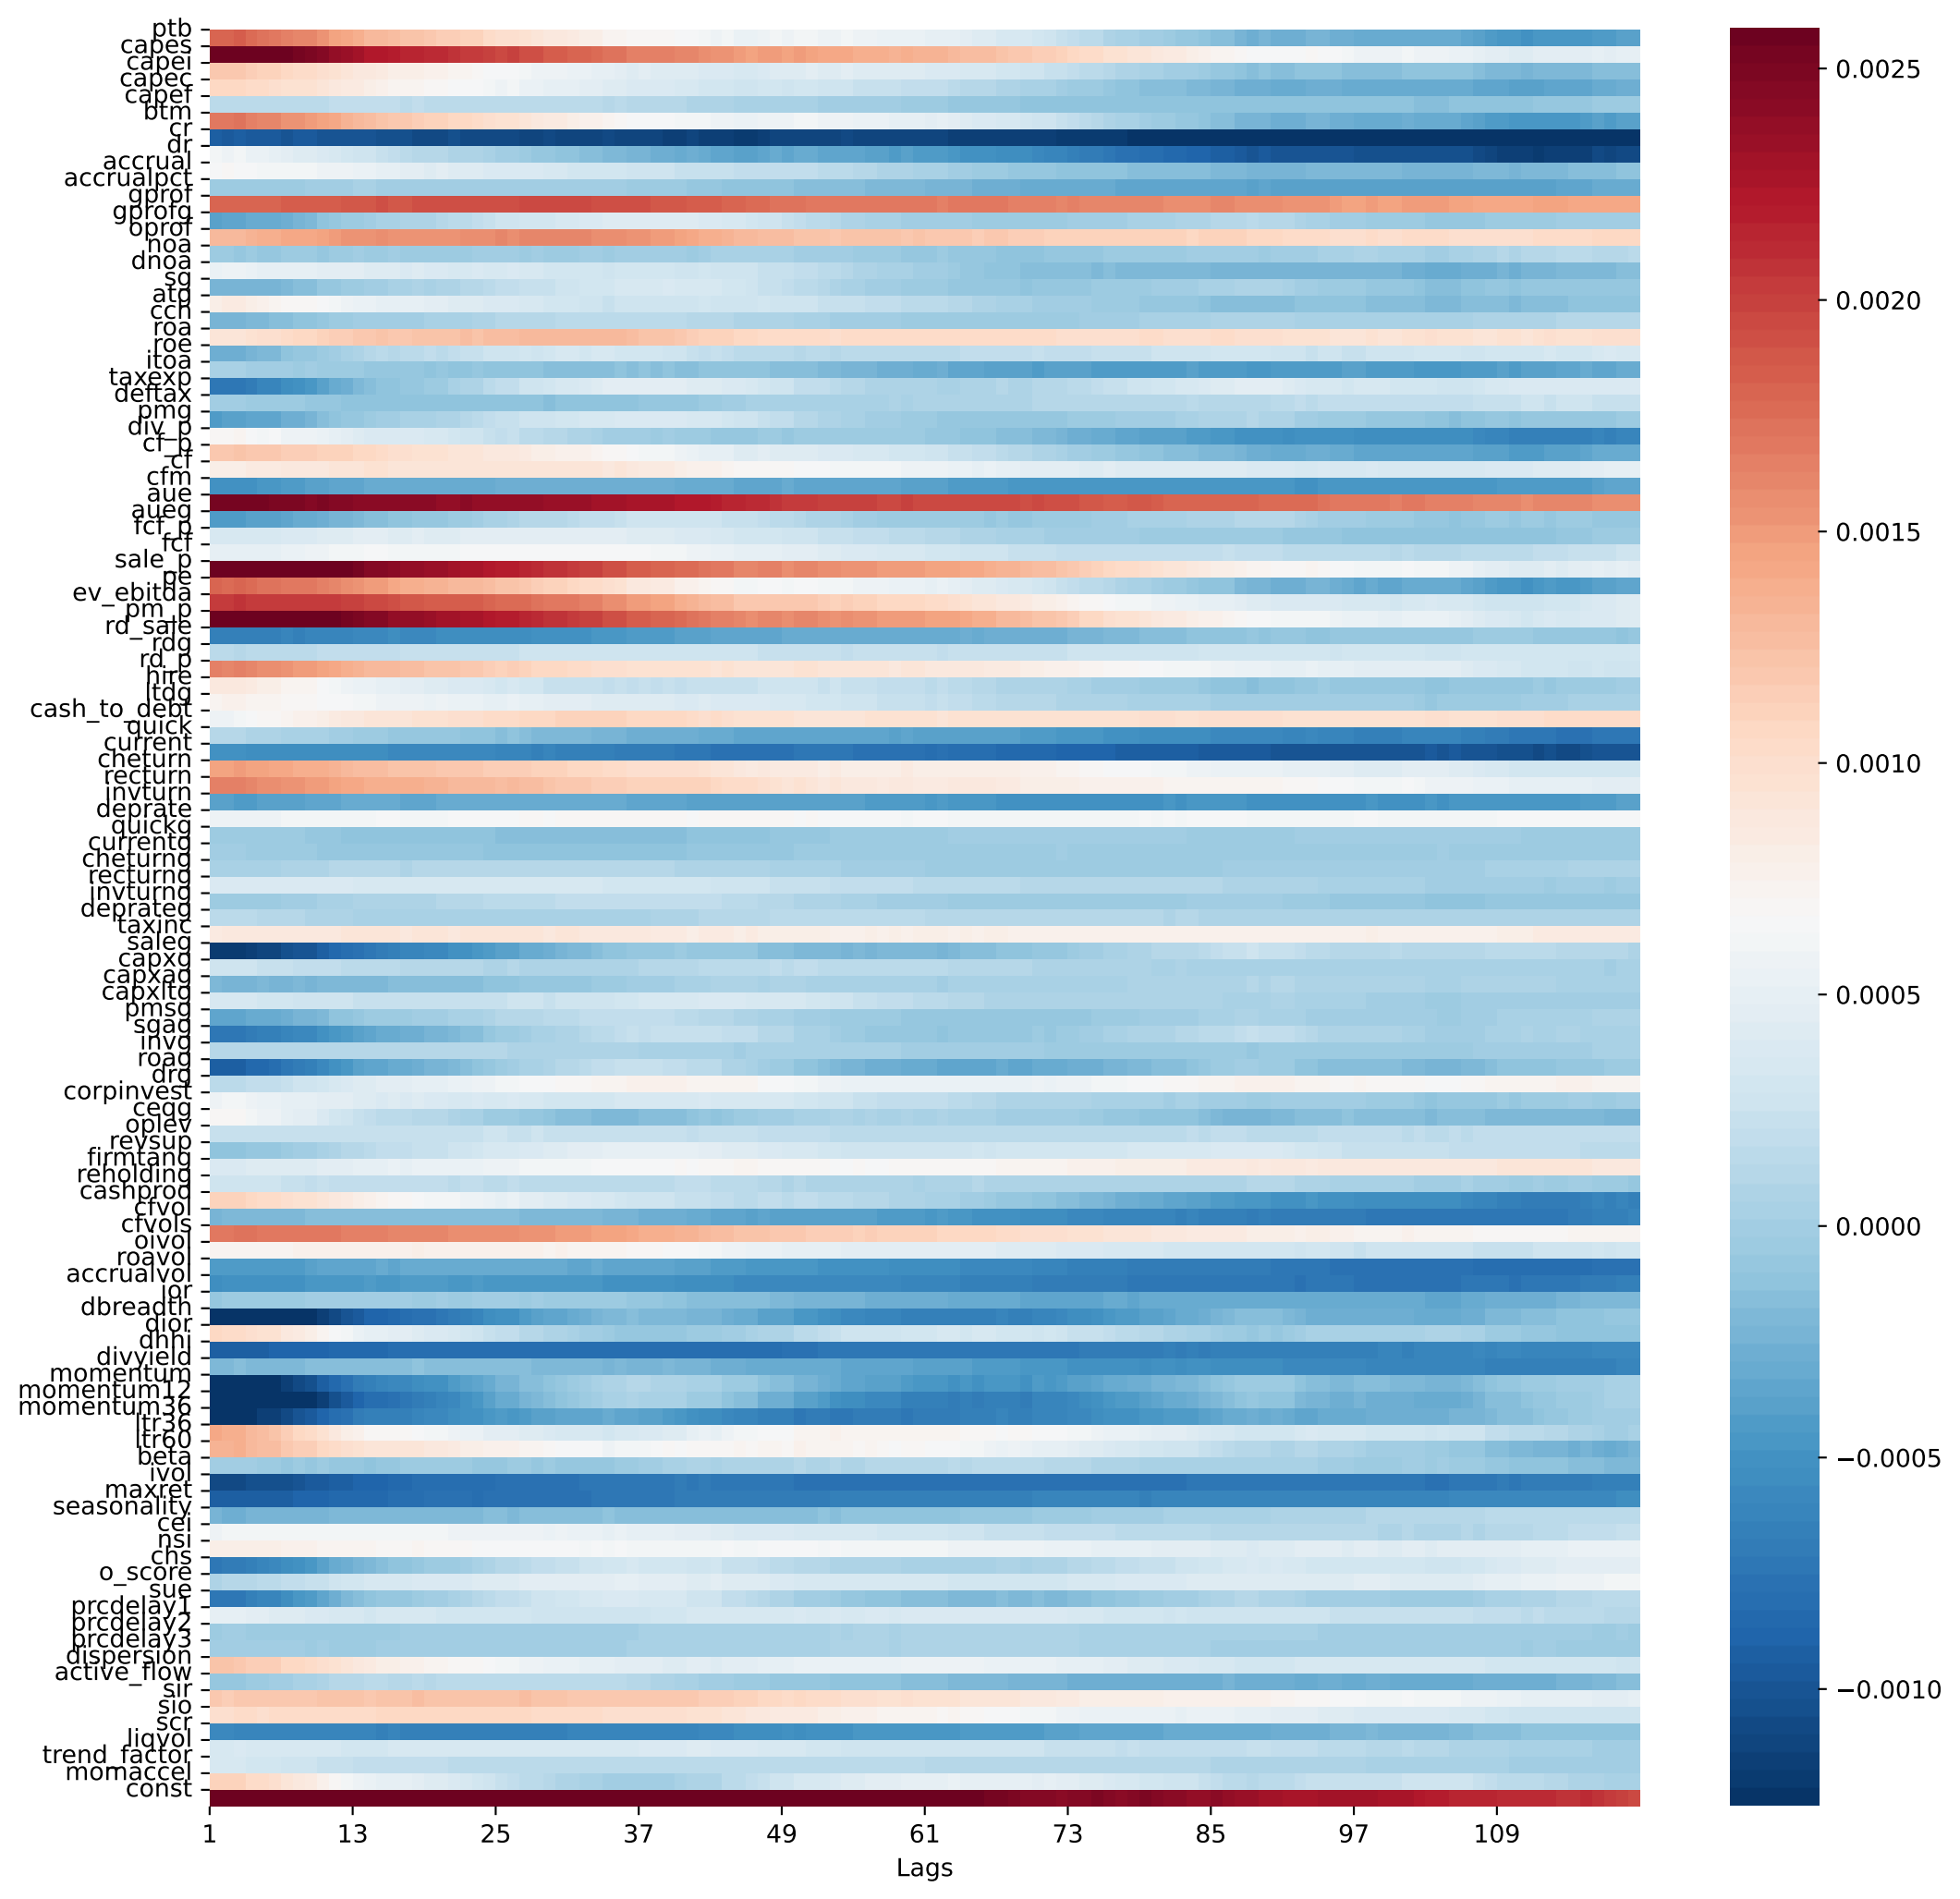 ptb
capes
capei
capec
capef
btm
cr
dr
accrual
accrualpct
gprof
gprofg
oprof
noa
dnoa
sg
atg
ccn
roa
roe
itoa
taxexp
deftax
pmg
div_p
cf_p
cf
cfm
aue
aueg
fcf_p
fcf
sale_p
pe
ev_ebitda
pm_p
rd_sale
rdg
rd_p
hire
ltdg
cash_to_debt
quick
current
cheturn
recturn
invturn
deprate
quickg
currentg
cheturng
recturng
invturng
deprateg
taxinc
saleg
capxg
capxag
capxitg
pmsg
sgag
invg
roag
drg
corpinvest
ceqg
oplev
revsup
firmtang
reholding
cashprod
cfvol
cfvols
oivol
roavol
accrualvol
ior
dbreadth
dior
dhhi
divyield
momentum
momentum12
momentum36
ltr36
ltr60
beta
ivol
maxret
seasonality
cei
nsi
chs
o_score
sue
prcdelay1
prcdelay2
prcdelay3
dispersion
active_flow
sir
sio
scr
liqvol
trend_factor
momaccel
const
1 13 25 37 49 61 73 85 97 109
Lags
0.0025
0.0020
0.0015
0.0010
0.0005
0.0000
−0.0005
−0.0010